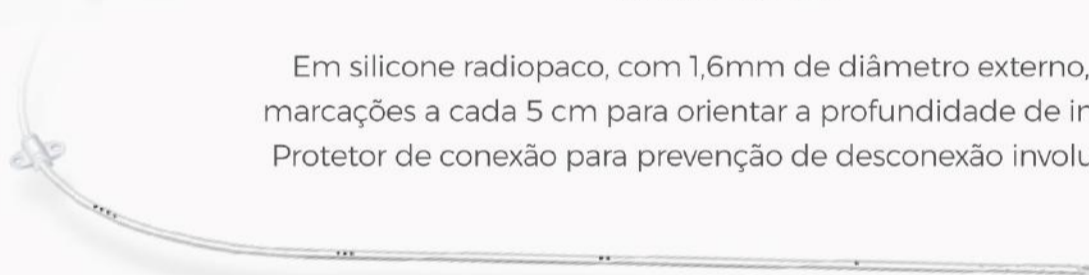 Em silicone radiopaco, com 1,6mm de diâmetro externo,
marcações a cada 5 cm para orientar a profundidade de
Protetor de conexão para prevenção de desconexão